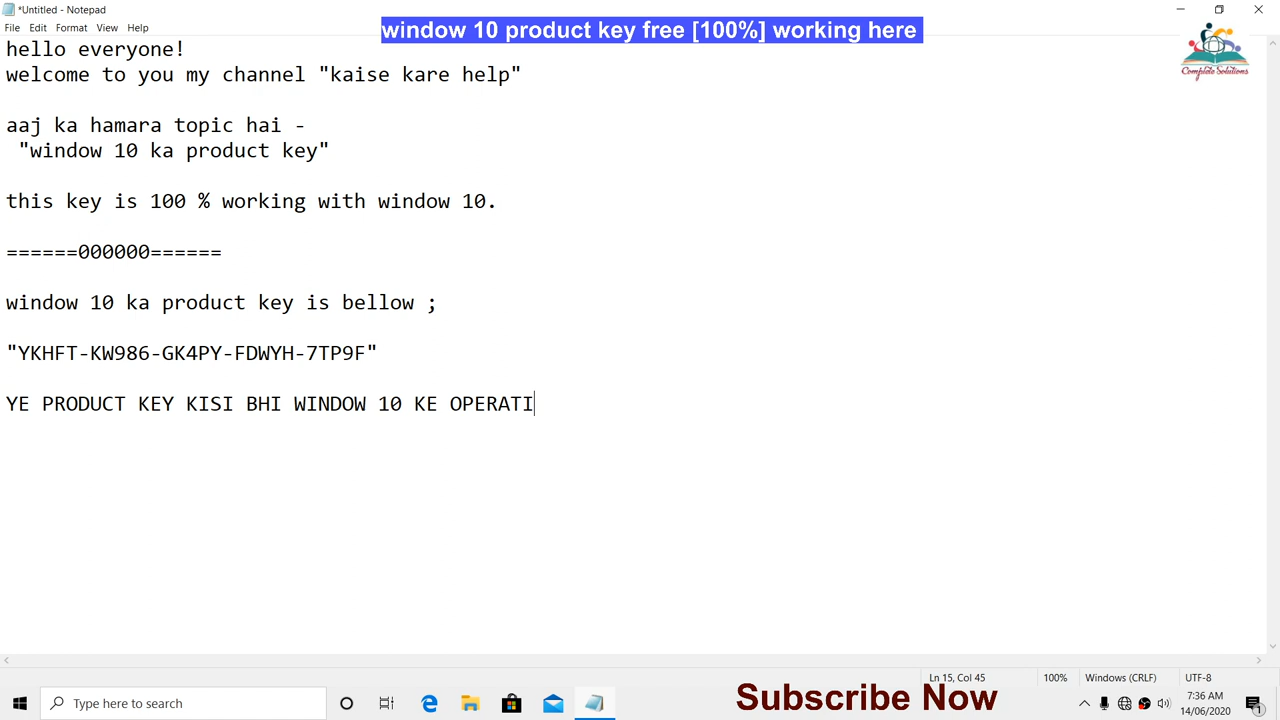 *Untitled - Notepad
File Edit Format View Help
window 10 product key free [100%] working here
Complete Solutions
hello everyone!
welcome to you my channel "kaise kare help"
aaj ka hamara topic hai -
"window 10 ka product key"
this key is 100 % working with window 10.
======000000======
window 10 ka product key is bellow ;
"YKHFT-KW986-GK4PY-FDWYH-7TP9F"
YE PRODUCT KEY KISI BHI WINDOW 10 KE OPERATI
Ln 15, Col 45 100% Windows (CRLF) UTF-8
Type here to search
Subscribe Now
7:36 AM
14/06/2020
1